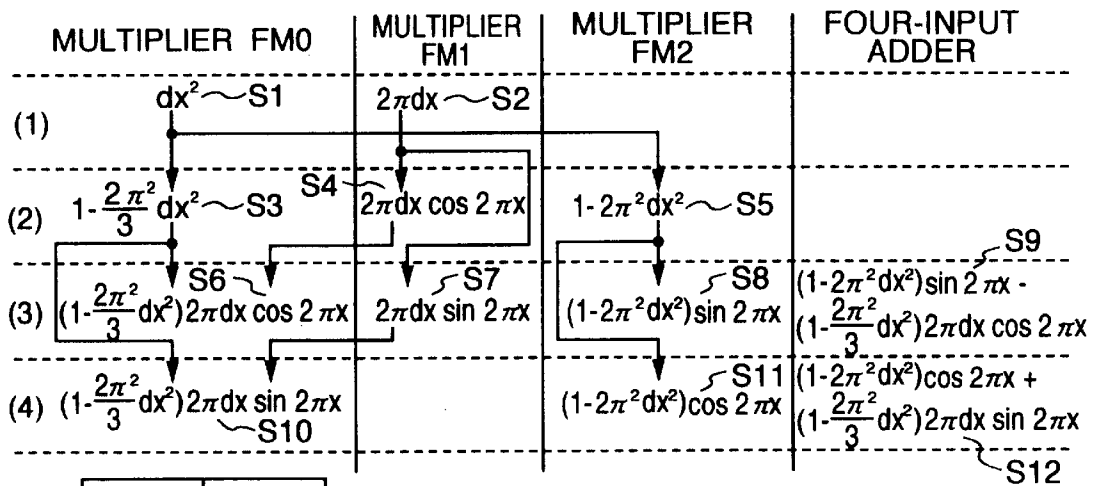 MULTIPLIER FM0
MULTIPLIER
FM1
MULTIPLIER
FM2
FOUR-INPUT
ADDER
(1)
dx² S1
2πdx S2
(2)
1-2π²/3 dx² S3
S4
2πdx cos 2πx
1-2π²dx² S5
(3)
S6
(1-2π²/3 dx²)2πdx cos 2πx
S7
2πdx sin 2πx
S8
(1-2π²dx²)sin 2πx
S9
(1-2π²dx²)sin 2πx -
(1-2π²/3 dx²)2πdx cos 2πx
(4)
(1-2π²/3 dx²)2πdx sin 2πx
S10
S11
(1-2π²dx²)cos 2πx
(1-2π²dx²)cos 2πx +
(1-2π²/3 dx²)2πdx sin 2πx
S12